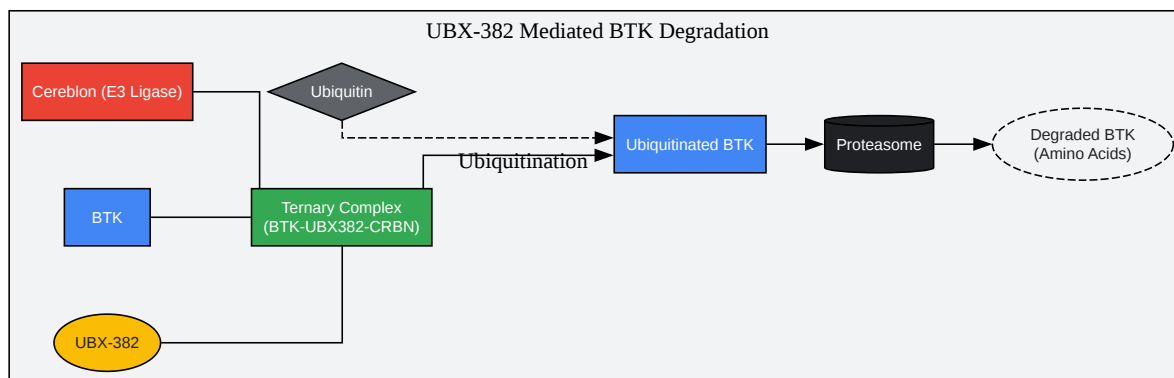 UBX-382 Mediated BTK Degradation
Cereblon (E3 Ligase)
Ubiquitin
Ubiquitinated BTK
Proteasome
Degraded BTK
(Amino Acids)
Ubiquitination
BTK
Ternary Complex
(BTK-UBX382-CRBN)
UBX-382